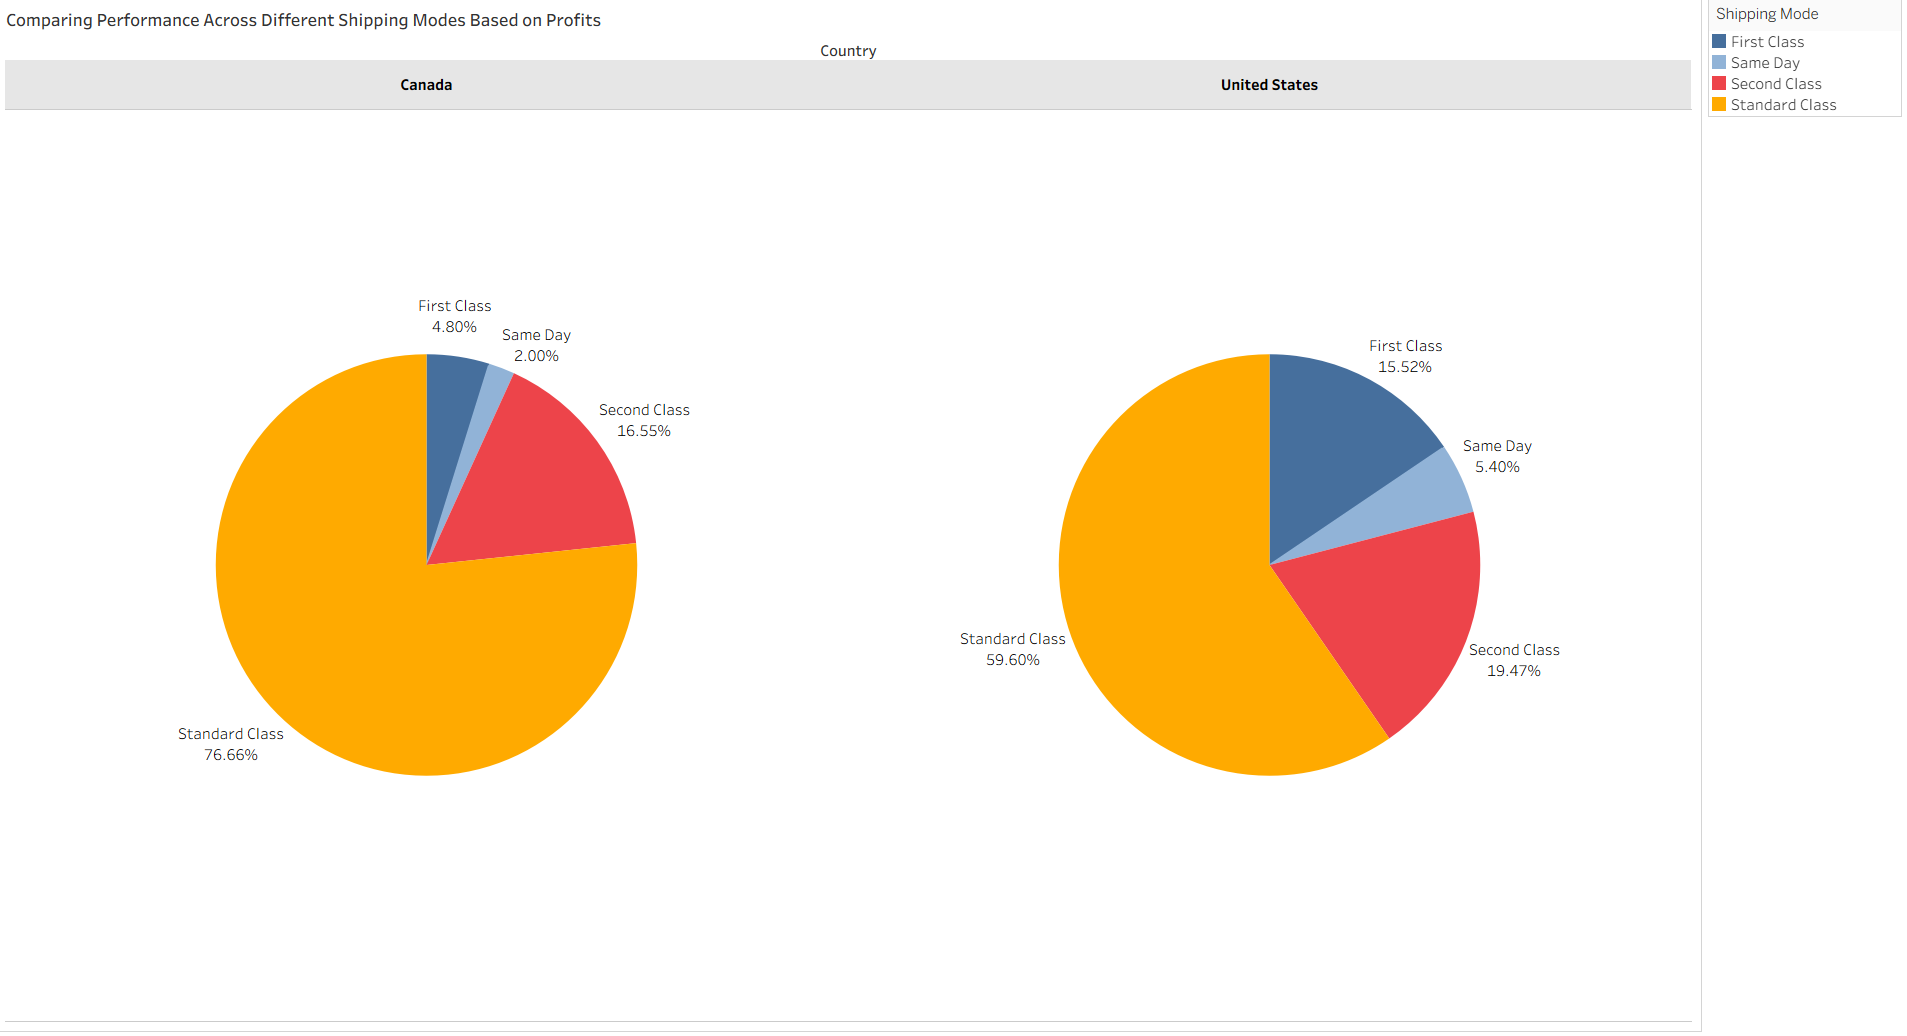 Comparing Performance Across Different Shipping Modes Based on Profits
Country
Canada
United States
First Class
4.80%
Same Day
2.00%
Second Class
16.55%
Standard Class
76.66%
First Class
15.52%
Same Day
5.40%
Second Class
19.47%
Standard Class
59.60%
Shipping Mode
First Class
Same Day
Second Class
Standard Class